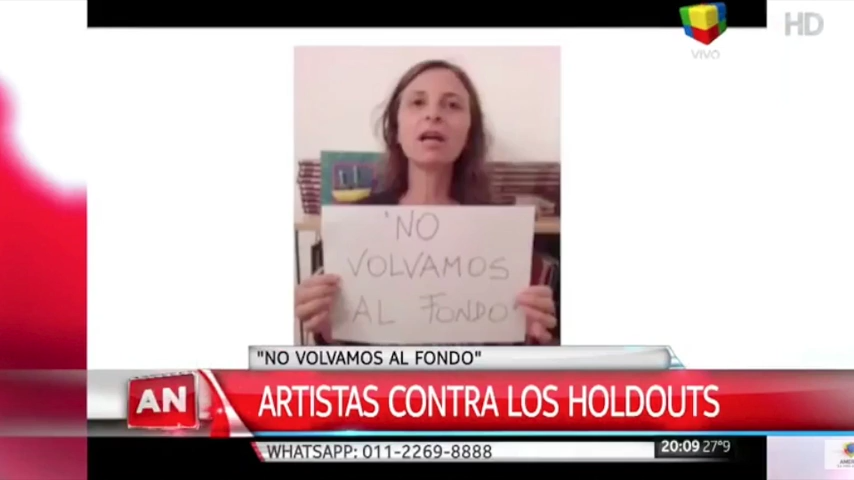 HD
VIVO
'NO
VOLVAMOS
AL FONDO
"NO VOLVAMOS AL FONDO"
AN
ARTISTAS CONTRA LOS HOLDOUTS
WHATSAPP: 011-2269-8888
20:09 27°9